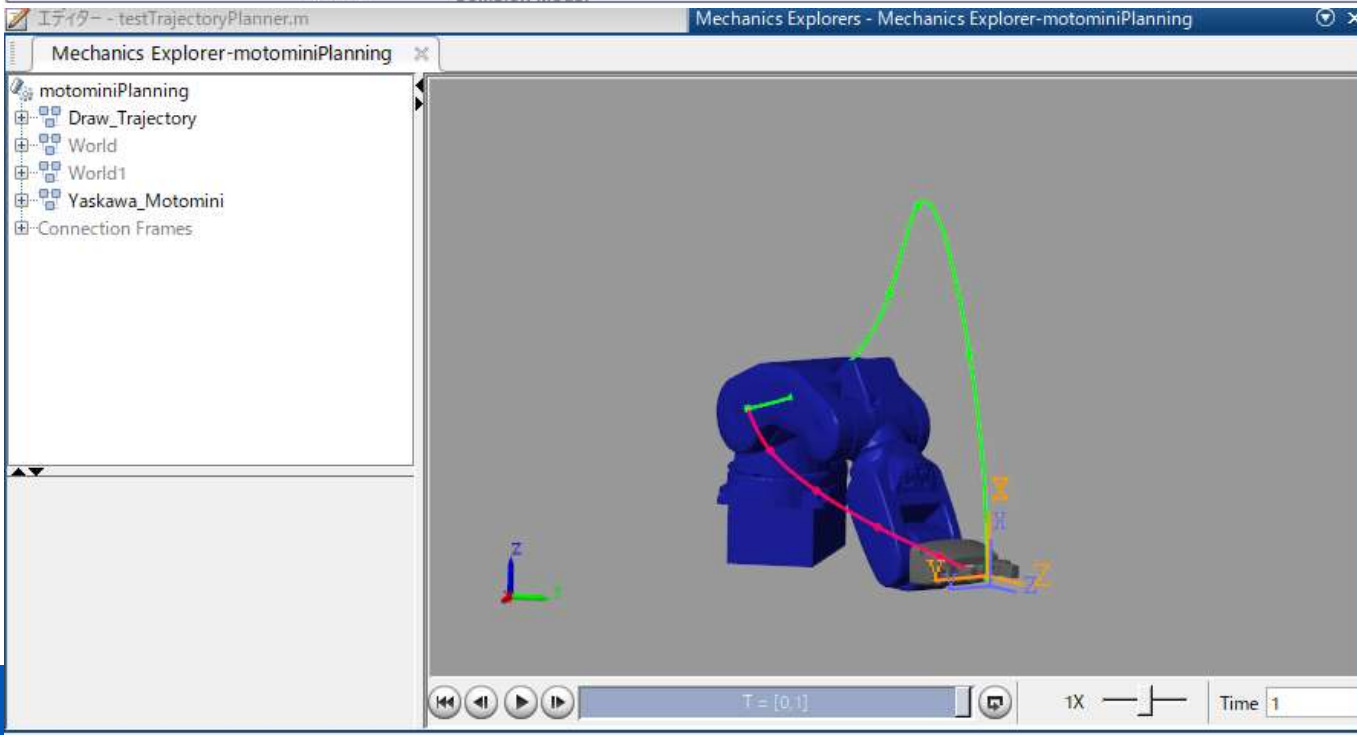 エディター - testTrajectoryPlanner.m
Mechanics Explorers - Mechanics Explorer-motominiPlanning
Mechanics Explorer-motominiPlanning
motominiPlanning
Draw_Trajectory
World
World1
Yaskawa_Motomini
Connection Frames
Z
X
Y
Z
Z
z
T = [0,1]
1X
Time 1